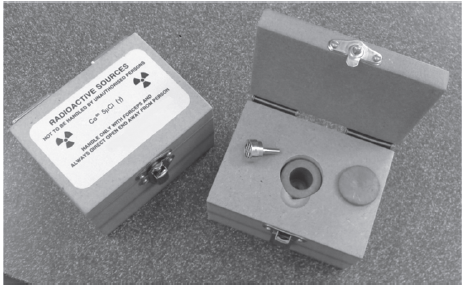 RADIOACTIVE SOURCES
NOT TO BE HANDLED BY UNAUTHORISED PERSONS
5μCi (γ)
HANDLE ONLY WITH FORCEPS AND
ALWAYS DIRECT OPEN END AWAY FROM PERSON